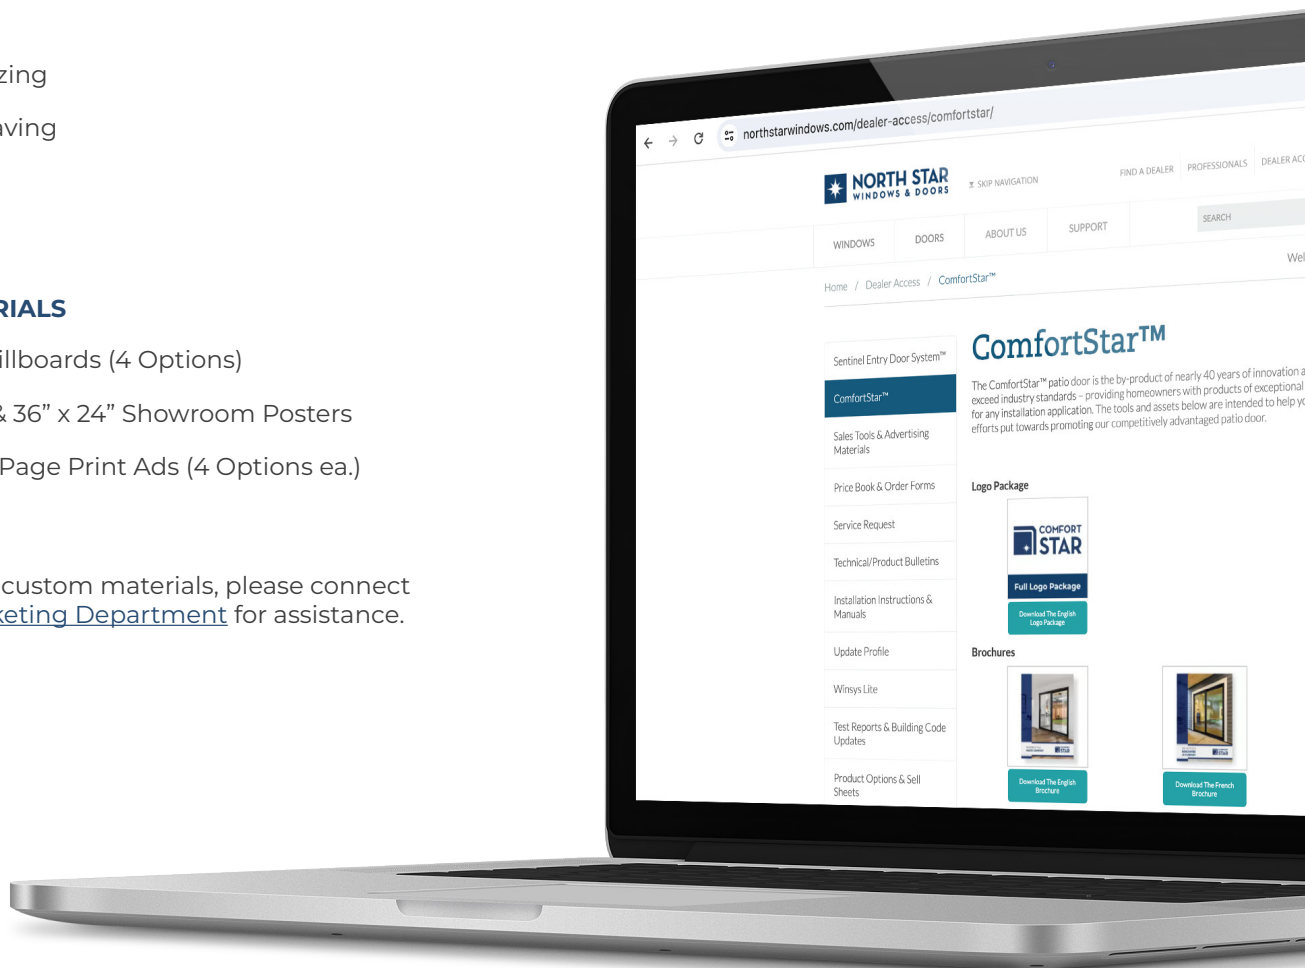 zing
aving
RIALS
illboards (4 Options)
& 36” x 24” Showroom Posters
Page Print Ads (4 Options ea.)
custom materials, please connect
keting Department for assistance.
northstarwindows.com/dealer-access/comfortstar/
NORTH STAR
WINDOWS & DOORS
SKIP NAVIGATION
FIND A DEALER
PROFESSIONALS
DEALER ACC
WINDOWS
DOORS
ABOUT US
SUPPORT
SEARCH
Wel
Home / Dealer Access / ComfortStar™
Sentinel Entry Door System™
ComfortStar™
Sales Tools & Advertising
Materials
Price Book & Order Forms
Service Request
Technical/Product Bulletins
Installation Instructions &
Manuals
Update Profile
Winsys Lite
Test Reports & Building Code
Updates
Product Options & Sell
Sheets
ComfortStar™
The ComfortStar™ patio door is the by-product of nearly 40 years of innovation a
exceed industry standards – providing homeowners with products of exceptional
for any installation application. The tools and assets below are intended to help yo
efforts put towards promoting our competitively advantaged patio door.
Logo Package
COMFORT
STAR
Full Logo Package
Download The English
Logo Package
Brochures
COMFORT
STAR
Download The English
Brochure
COMFORT
STAR
Download The French
Brochure